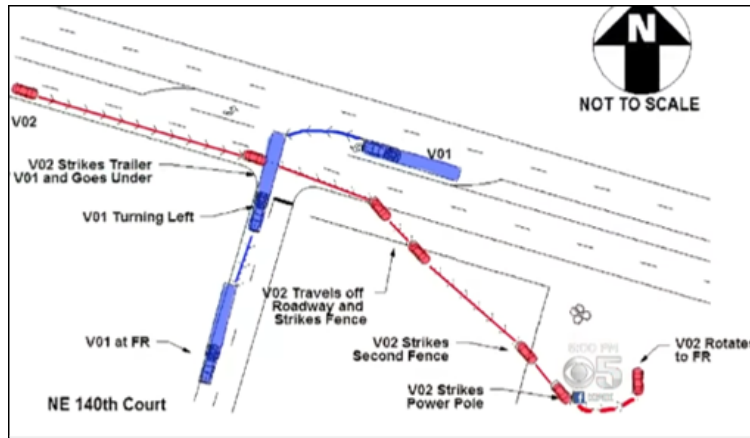 N
NOT TO SCALE
V02
V01
V02 Strikes Trailer
V01 and Goes Under
V01 Turning Left
V02 Travels off
Roadway and
Strikes Fence
V01 at FR
V02 Strikes
Second Fence
V02 Rotates
to FR
V02 Strikes
Power Pole
NE 140th Court
5
f